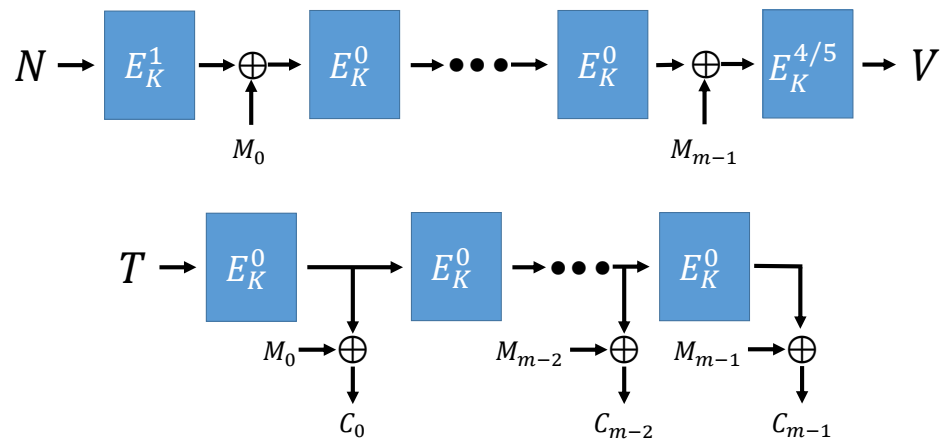 N E_K^1 ⊕ E_K^0 ••• E_K^0 ⊕ E_K^{4/5} V
M_0 M_{m-1}
T E_K^0 E_K^0 ••• E_K^0
M_0 ⊕ M_{m-2} ⊕ M_{m-1} ⊕
C_0 C_{m-2} C_{m-1}